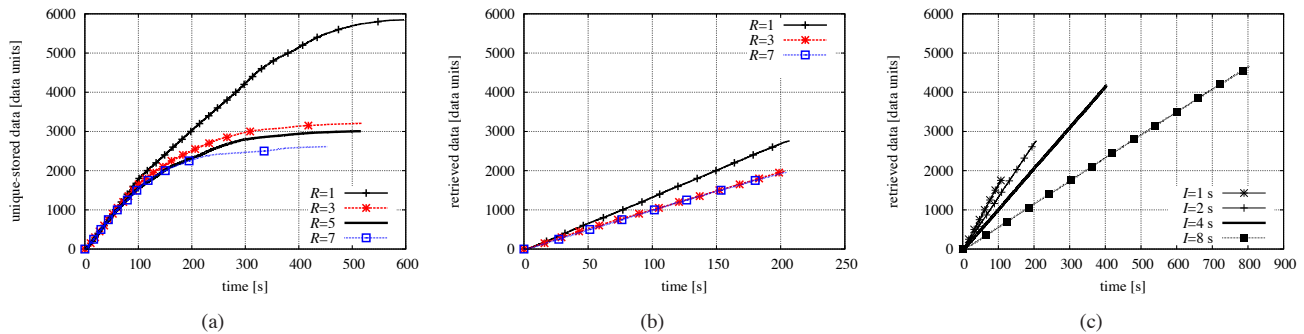 unique-stored data [data units]
6000
5000
4000
3000
2000
1000
0
0 100 200 300 400 500 600
time [s]
R=1
R=3
R=5
R=7
(a)
retrieved data [data units]
6000
5000
4000
3000
2000
1000
0
0 50 100 150 200 250
time [s]
R=1
R=3
R=7
(b)
retrieved data [data units]
6000
5000
4000
3000
2000
1000
0
0 100 200 300 400 500 600 700 800 900
time [s]
I=1 s
I=2 s
I=4 s
I=8 s
(c)